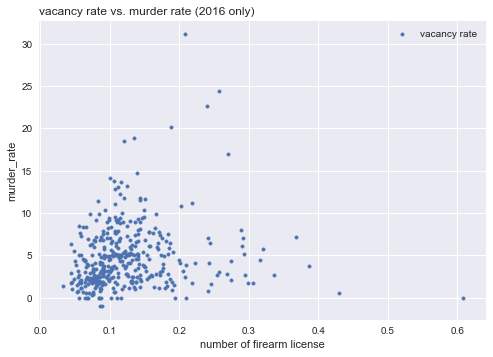 vacancy rate vs. murder rate (2016 only)
vacancy rate
murder_rate
30
25
20
15
10
5
0
0.0 0.1 0.2 0.3 0.4 0.5 0.6
number of firearm license